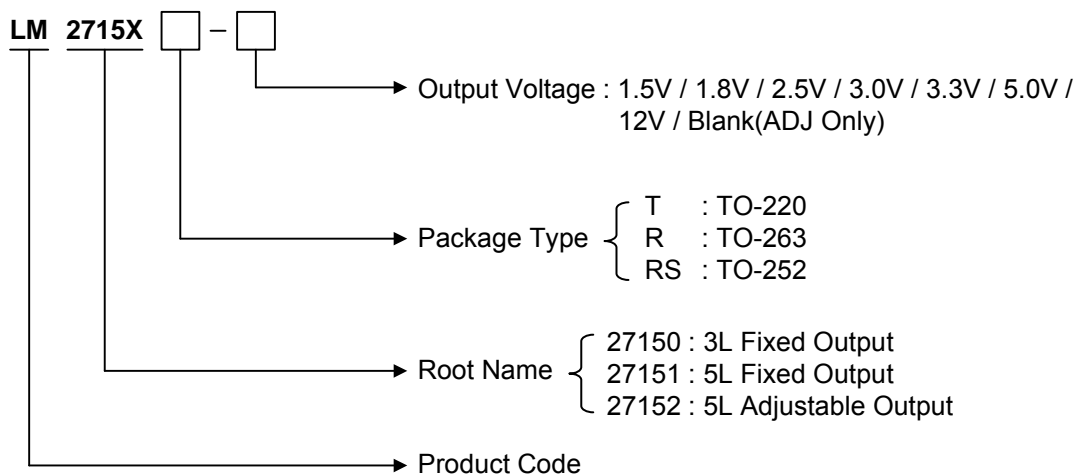 LM 2715X –
Output Voltage : 1.5V / 1.8V / 2.5V / 3.0V / 3.3V / 5.0V /
12V / Blank(ADJ Only)
Package Type
T : TO-220
R : TO-263
RS : TO-252
Root Name
27150 : 3L Fixed Output
27151 : 5L Fixed Output
27152 : 5L Adjustable Output
Product Code